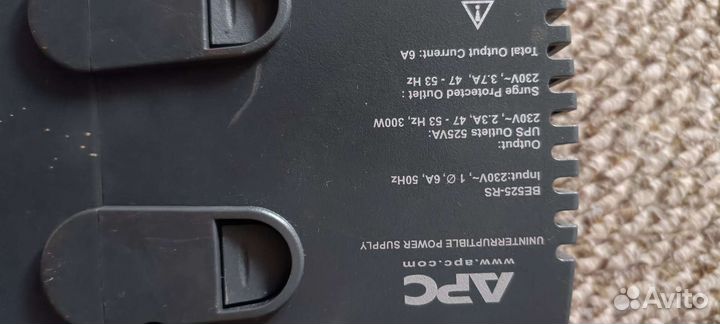 APC
www.apc.com
UNINTERRUPTIBLE POWER SUPPLY
BE525-RS
Input:230V~, 1 Ø, 6A, 50Hz
Output:
UPS Outlets 525VA:
230V~, 2.3A, 47 - 53 Hz, 300W
Surge Protected Outlet :
230V~, 3.7A, 47 - 53 Hz
Total Output Current: 6A
Avito